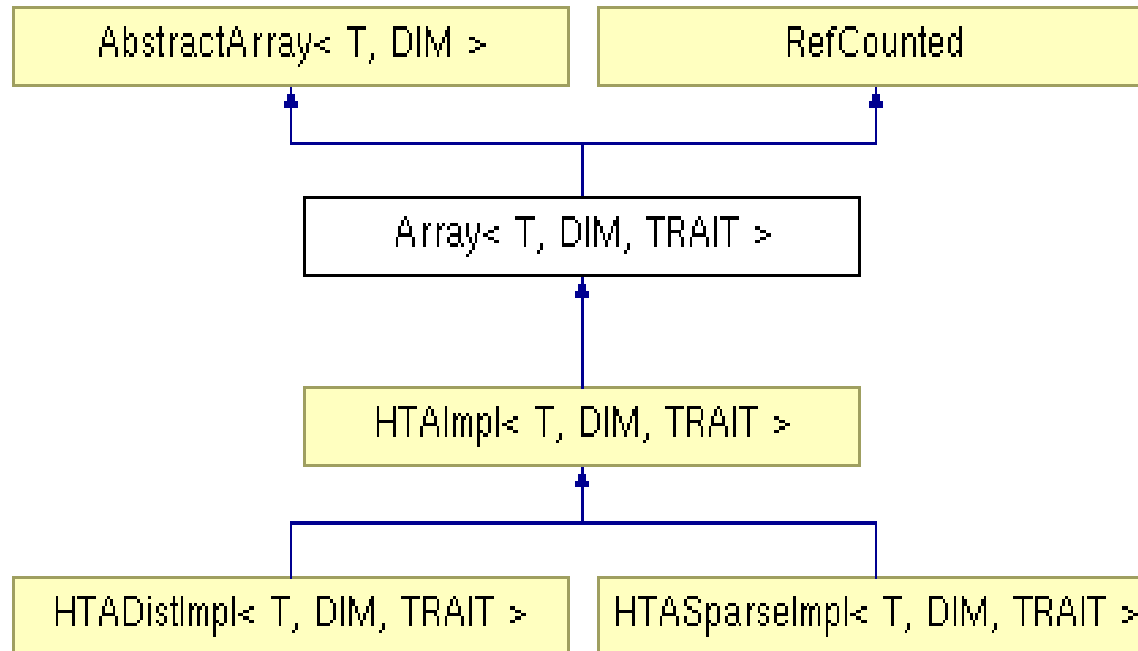 AbstractArray< T, DIM >
RefCounted
Array< T, DIM, TRAIT >
HTAImpl< T, DIM, TRAIT >
HTADistImpl< T, DIM, TRAIT >
HTASparseImpl< T, DIM, TRAIT >